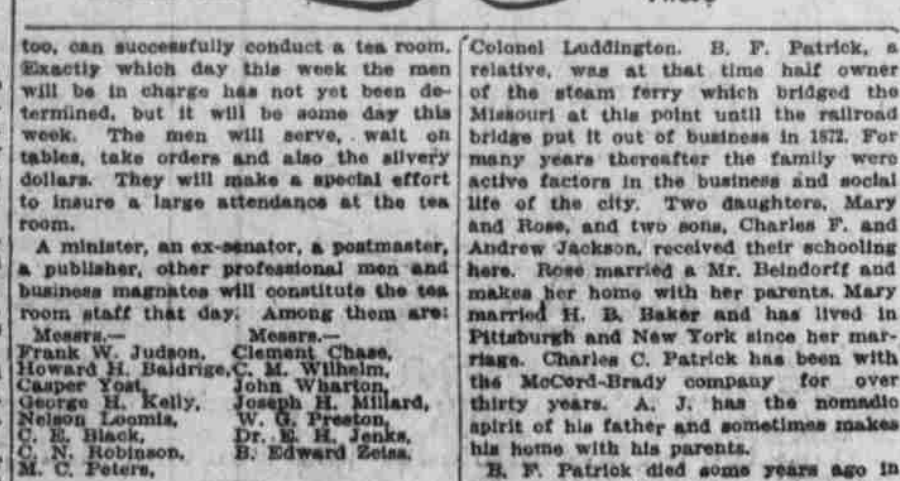 too, can successfully conduct a tea room.
Exactly which day this week the men
will be in charge has not yet been de-
termined, but it will be some day this
week. The men will serve, wait on
tables, take orders and also the silvery
dollars. They will make a special effort
to insure a large attendance at the tea
room.
A minister, an ex-senator, a postmaster,
a publisher, other professional men and
business magnates will constitute the tea
room staff that day. Among them are:
Messrs.— Messrs.—
Frank W. Judson, Clement Chase,
Howard H. Baldrige, C. M. Wilhelm,
Casper Yost, John Wharton,
George H. Kelly, Joseph H. Millard,
Nelson Loomis, W. G. Preston,
C. E. Black, Dr. E. H. Jenks,
C. N. Robinson, B. Edward Zeiss,
M. C. Peters,
Colonel Luddington. B. F. Patrick, a
relative, was at that time half owner
of the steam ferry which bridged the
Missouri at this point until the railroad
bridge put it out of business in 1872. For
many years thereafter the family were
active factors in the business and social
life of the city. Two daughters, Mary
and Rose, and two sons, Charles F. and
Andrew Jackson, received their schooling
here. Rose married a Mr. Beindorff and
makes her home with her parents. Mary
married H. B. Baker and has lived in
Pittsburgh and New York since her mar-
riage. Charles C. Patrick has been with
the McCord-Brady company for over
thirty years. A. J. has the nomadic
spirit of his father and sometimes makes
his home with his parents.
B. F. Patrick died some years ago in